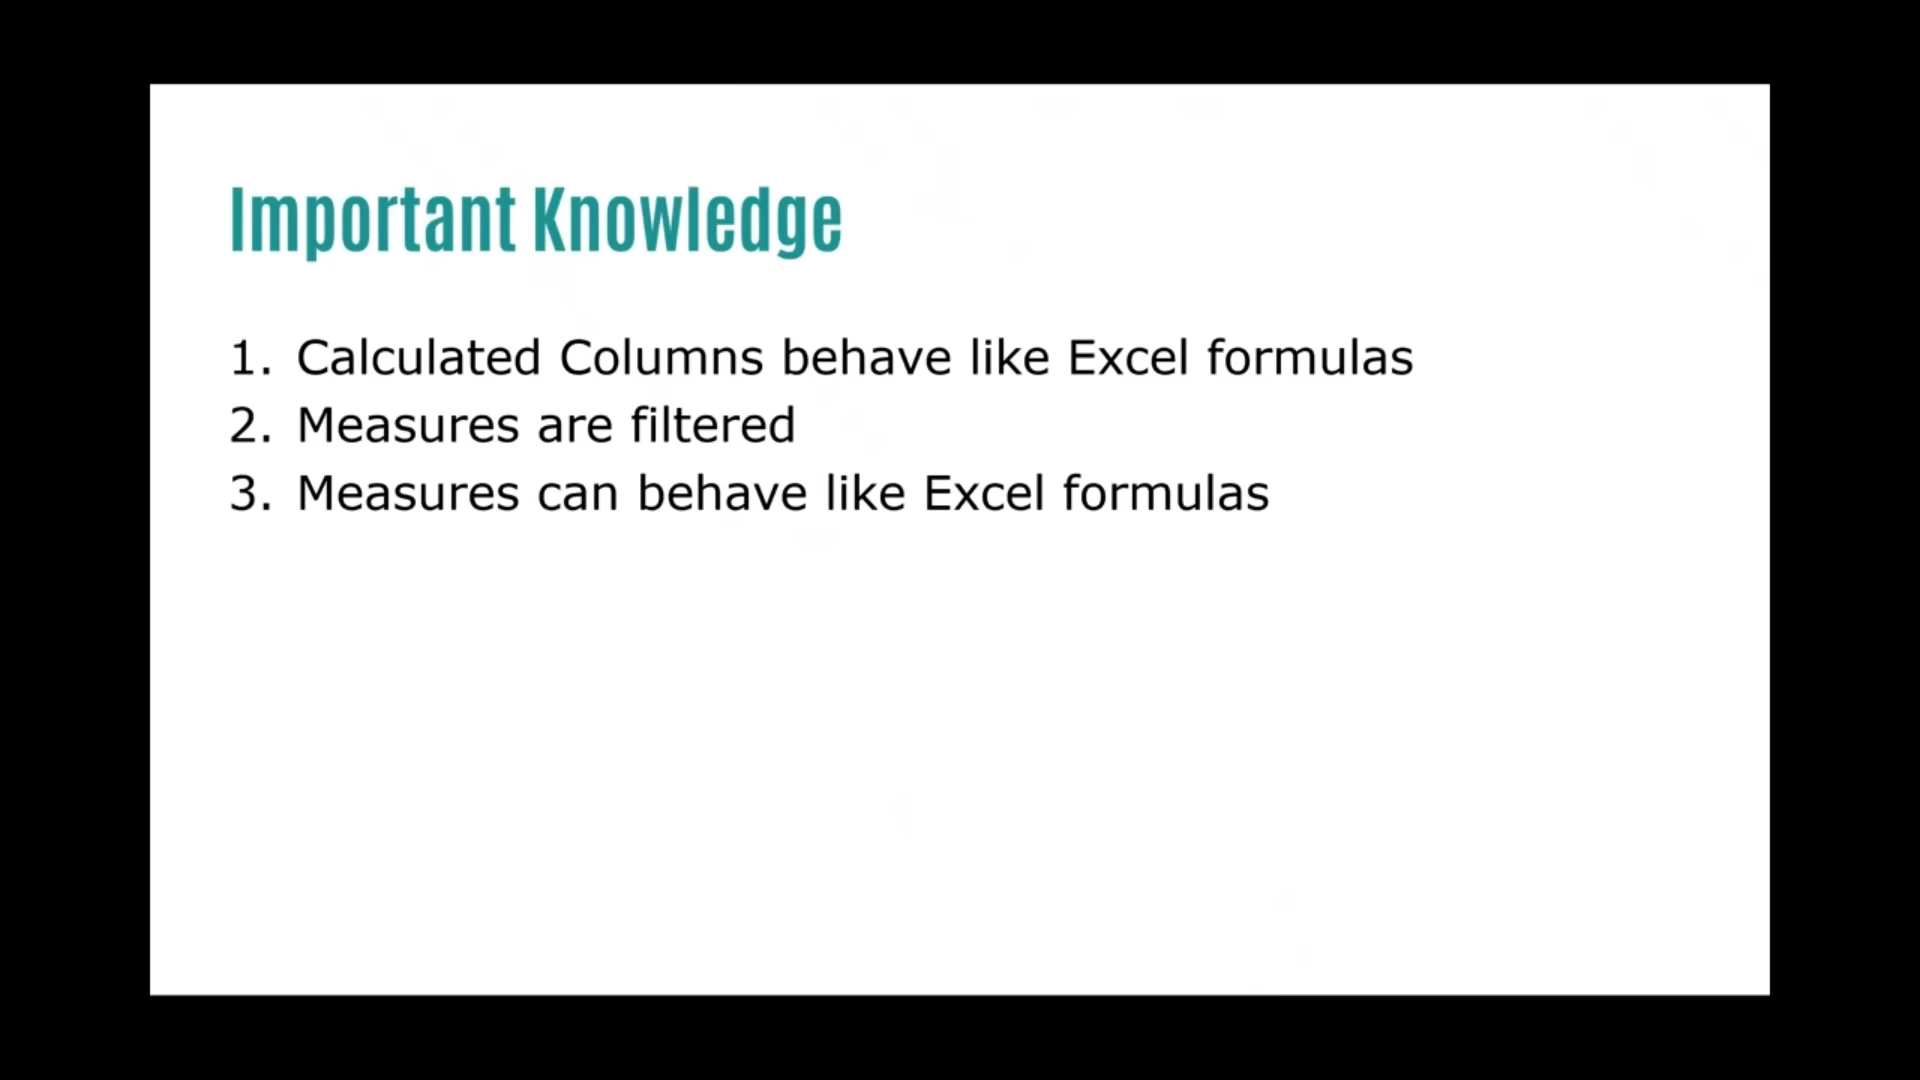 Important Knowledge
1. Calculated Columns behave like Excel formulas
2. Measures are filtered
3. Measures can behave like Excel formulas